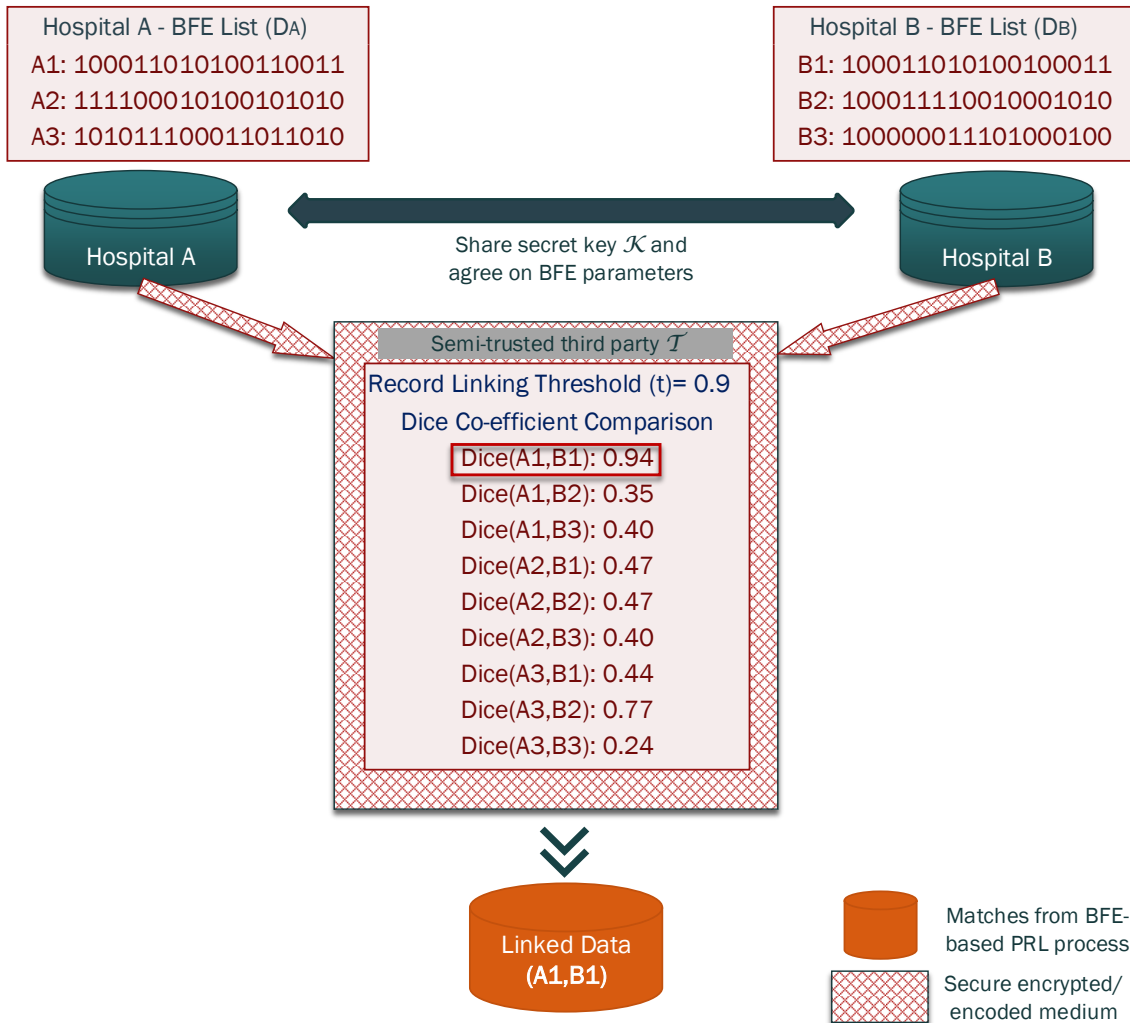 Hospital A - BFE List (DA)
A1: 100011010100110011
A2: 111100010100101010
A3: 101011100011011010
Hospital B - BFE List (DB)
B1: 100011010100100011
B2: 100011110010001010
B3: 100000011101000100
Hospital A
Share secret key 𝒦 and
agree on BFE parameters
Hospital B
Semi-trusted third party 𝒯
Record Linking Threshold (t)= 0.9
Dice Co-efficient Comparison
Dice(A1,B1): 0.94
Dice(A1,B2): 0.35
Dice(A1,B3): 0.40
Dice(A2,B1): 0.47
Dice(A2,B2): 0.47
Dice(A2,B3): 0.40
Dice(A3,B1): 0.44
Dice(A3,B2): 0.77
Dice(A3,B3): 0.24
Linked Data
(A1,B1)
Matches from BFE-
based PRL process
Secure encrypted/
encoded medium